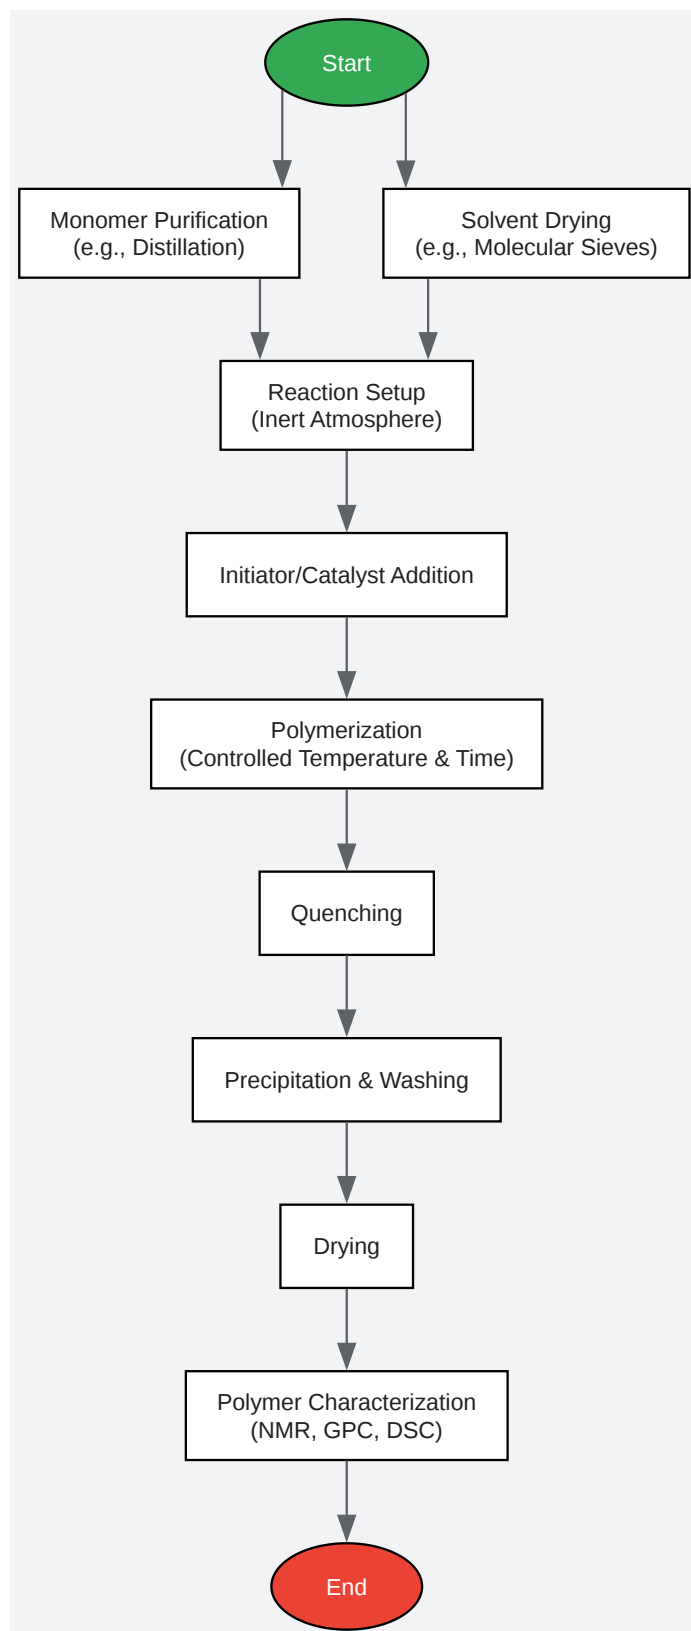 Start
Monomer Purification
(e.g., Distillation)
Solvent Drying
(e.g., Molecular Sieves)
Reaction Setup
(Inert Atmosphere)
Initiator/Catalyst Addition
Polymerization
(Controlled Temperature & Time)
Quenching
Precipitation & Washing
Drying
Polymer Characterization
(NMR, GPC, DSC)
End